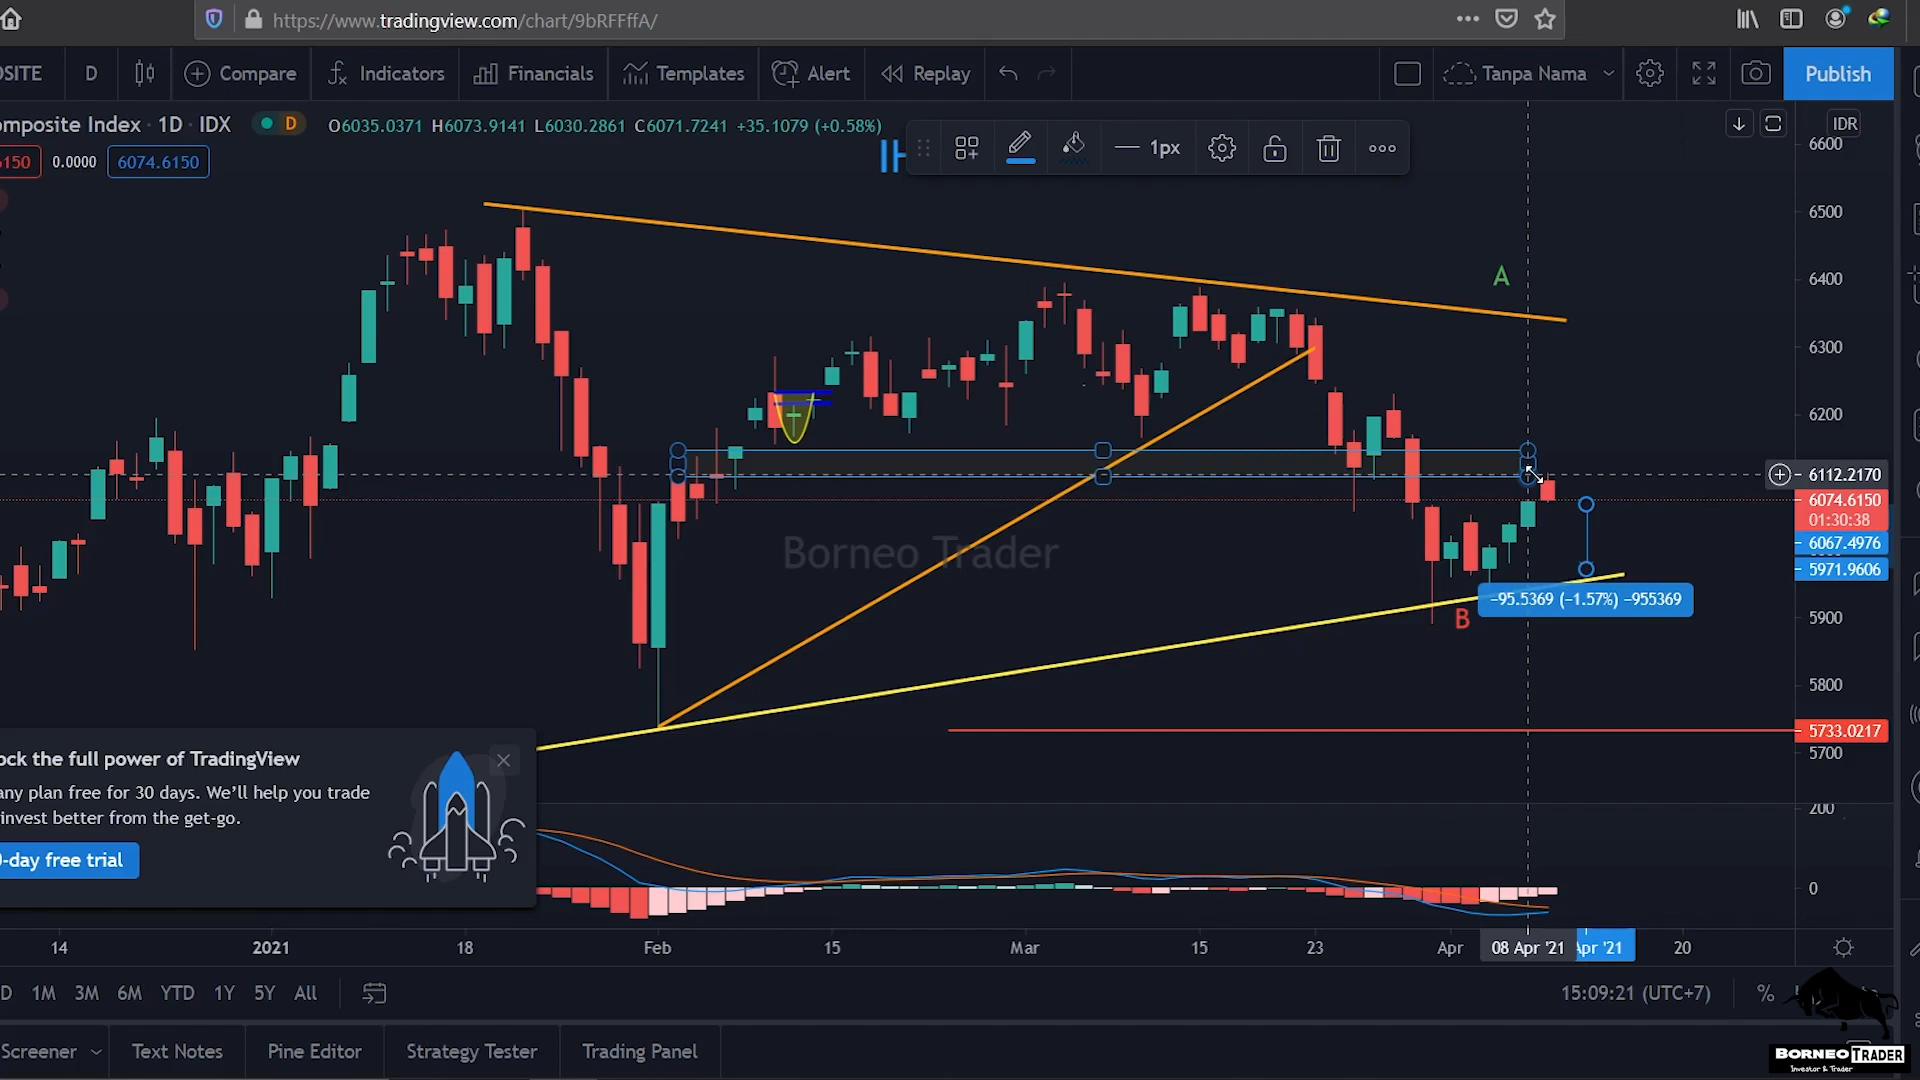 https://www.tradingview.com/chart/9bRFFffA/
OSITE
D
Compare
Indicators
Financials
Templates
Alert
Replay
Tanpa Nama
Publish
omposite Index · 1D · IDX
D
O6035.0371 H6073.9141 L6030.2861 C6071.7241 +35.1079 (+0.58%)
6150
0.0000
6074.6150
1px
IDR
6600
6500
6400
6300
6200
6112.2170
6074.6150
01:30:38
6067.4976
5971.9606
5900
5800
5733.0217
5700
200
0
A
B
−95.5369 (−1.57%) −955369
Borneo Trader
ock the full power of TradingView
any plan free for 30 days. We'll help you trade
invest better from the get-go.
0-day free trial
14
2021
18
Feb
15
Mar
15
23
Apr
08 Apr '21
Apr '21
20
D
1M
3M
6M
YTD
1Y
5Y
All
15:09:21 (UTC+7)
%
Screener
Text Notes
Pine Editor
Strategy Tester
Trading Panel
BORNEO TRADER
Investor & Trader